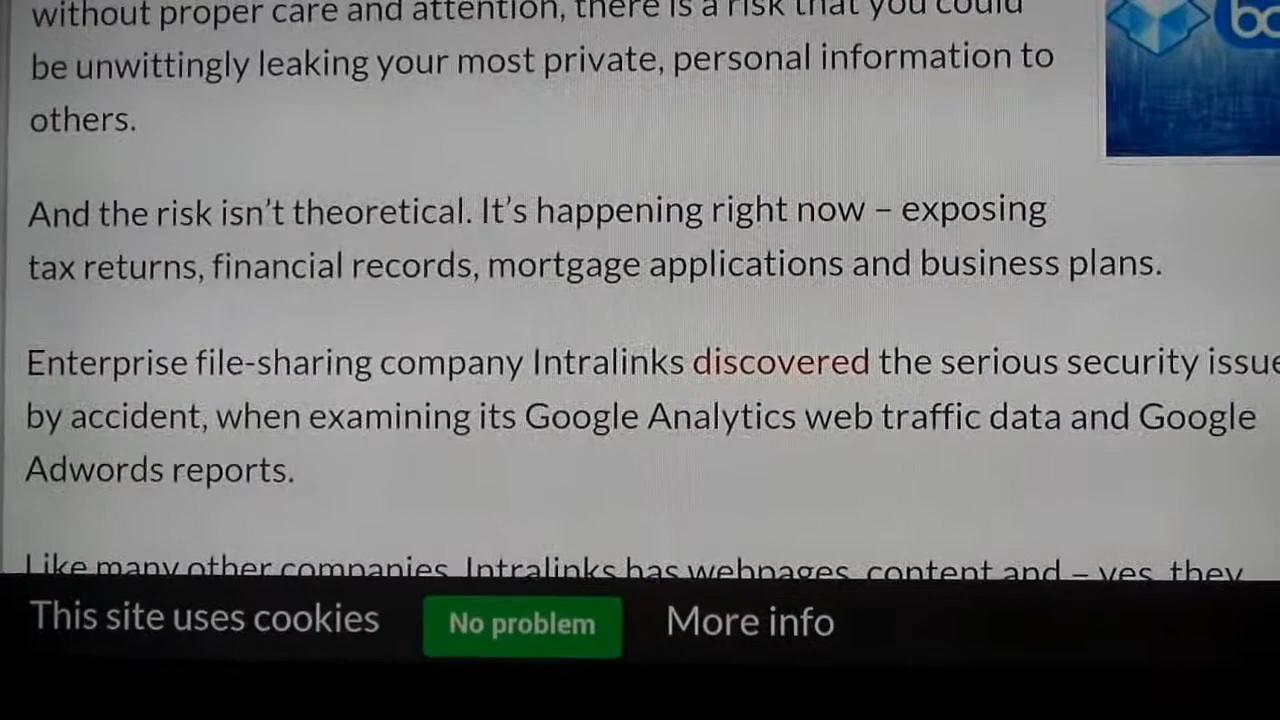 without proper care and attention, there is a risk that you could
be unwittingly leaking your most private, personal information to
others.
And the risk isn't theoretical. It's happening right now – exposing
tax returns, financial records, mortgage applications and business plans.
Enterprise file-sharing company Intralinks discovered the serious security issue
by accident, when examining its Google Analytics web traffic data and Google
Adwords reports.
Like many other companies, Intralinks has webpages, content and – yes, they
This site uses cookies No problem More info